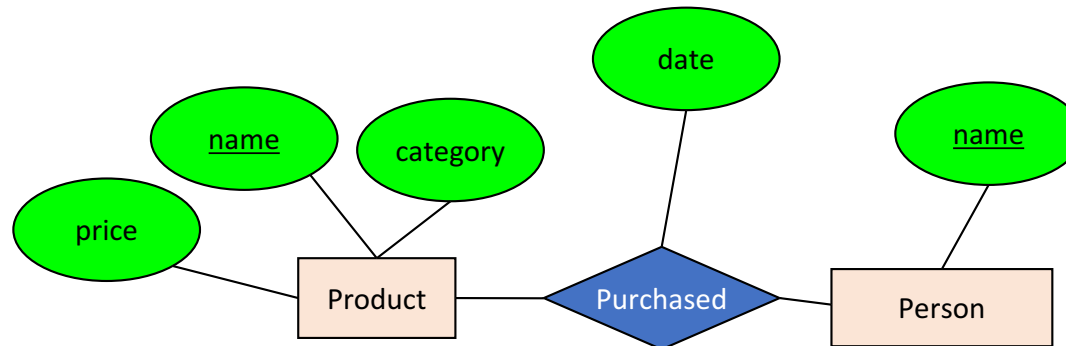 date
name
name
category
price
Product
Purchased
Person